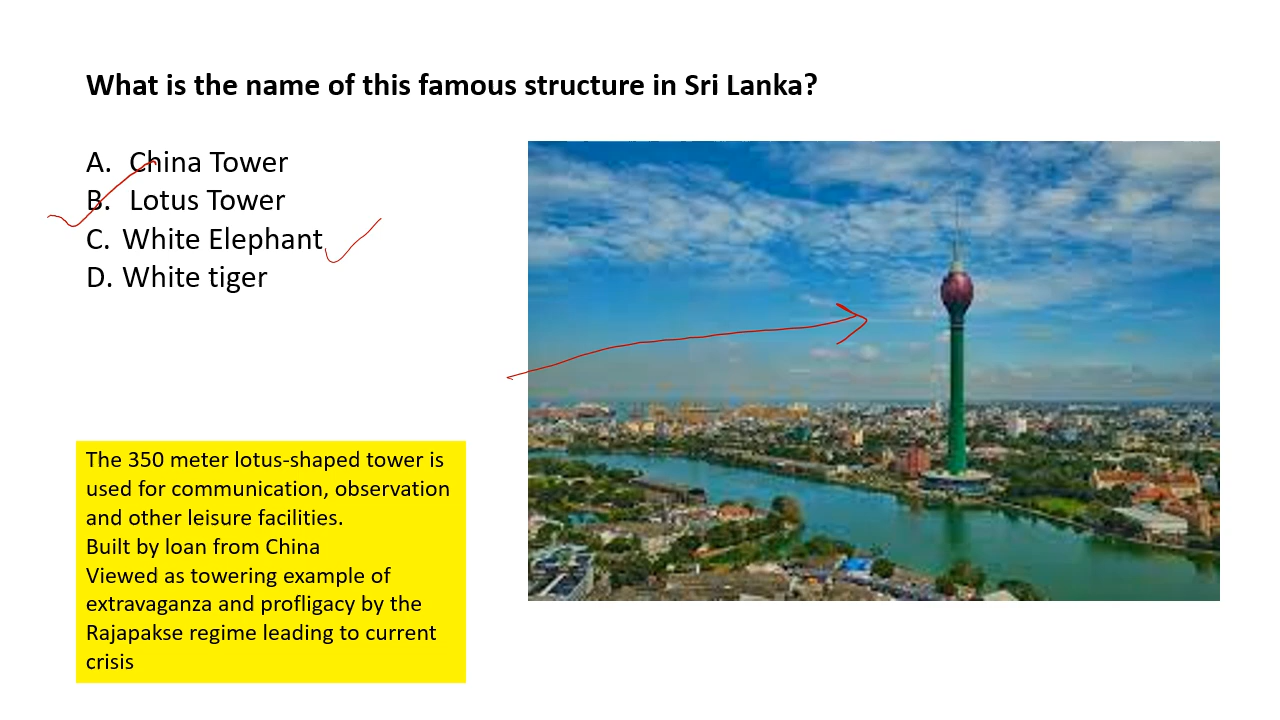 What is the name of this famous structure in Sri Lanka?
A. China Tower
B. Lotus Tower
C. White Elephant
D. White tiger
The 350 meter lotus-shaped tower is
used for communication, observation
and other leisure facilities.
Built by loan from China
Viewed as towering example of
extravaganza and profligacy by the
Rajapakse regime leading to current
crisis